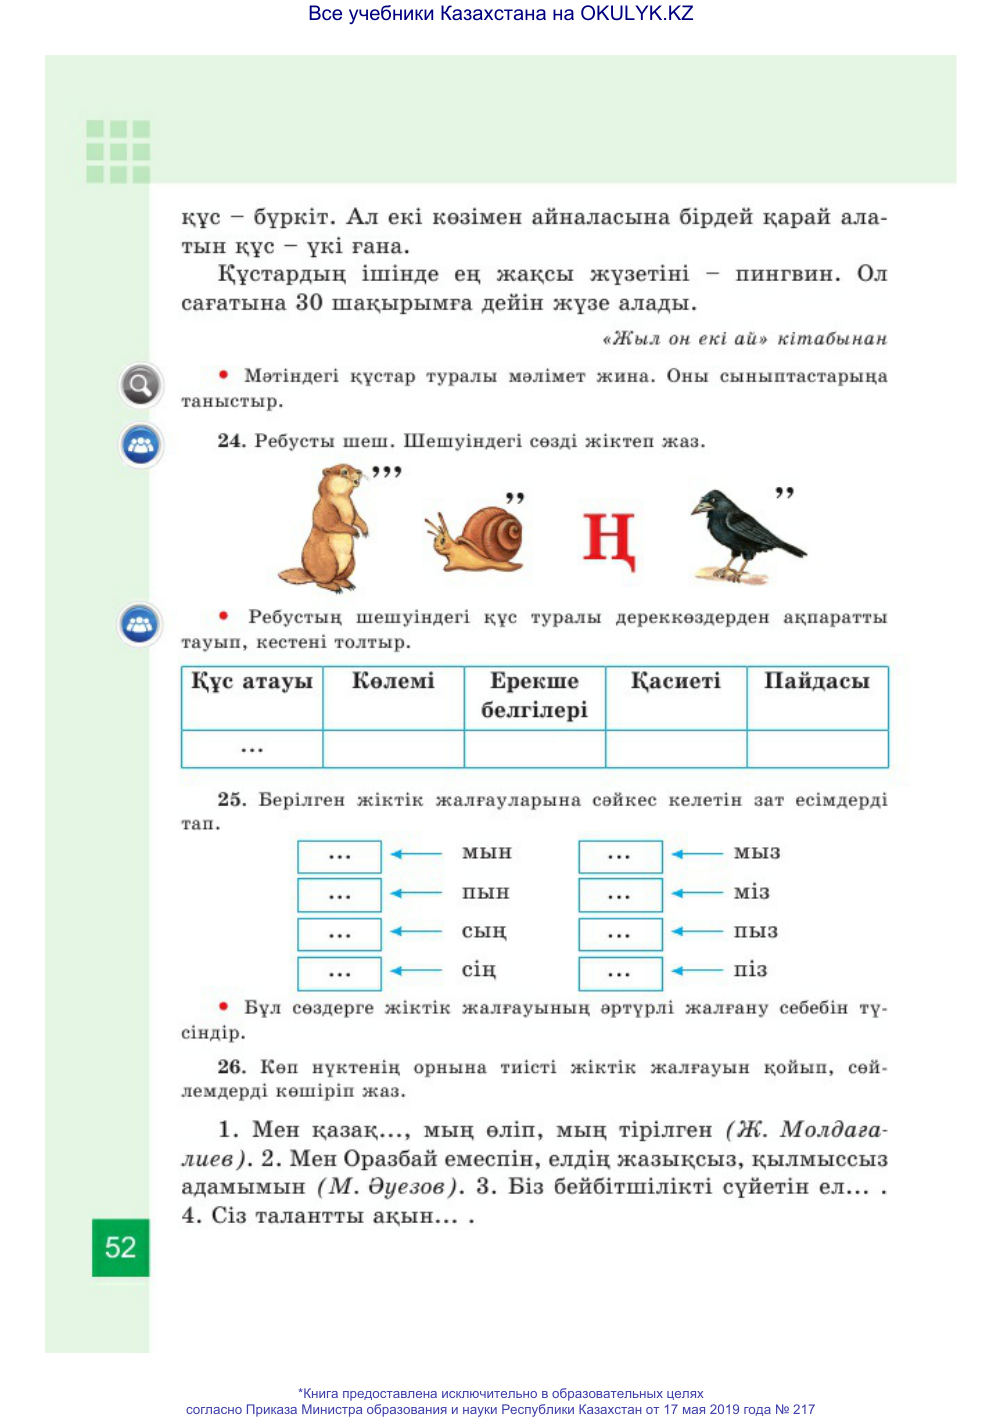 Все учебники Казахстана на OKULYK.KZ
құс – бүркіт. Ал екі көзімен айналасына бірдей қарай ала-
тын құс – үкі ғана.
Құстардың ішінде ең жақсы жүзетіні – пингвин. Ол
сағатына 30 шақырымға дейін жүзе алады.
«Жыл он екі ай» кітабынан
• Мәтіндегі құстар туралы мәлімет жина. Оны сыныптастарыңа
таныстыр.
24. Ребусты шеш. Шешуіндегі сөзді жіктеп жаз.
,,, ,, Ң ,,
• Ребустың шешуіндегі құс туралы дереккөздерден ақпаратты
тауып, кестені толтыр.
Құс атауы Көлемі Ерекше белгілері Қасиеті Пайдасы
...
25. Берілген жіктік жалғауларына сәйкес келетін зат есімдерді
тап.
... мын ... мыз
... пын ... міз
... сың ... пыз
... сің ... піз
• Бұл сөздерге жіктік жалғауының әртүрлі жалғану себебін тү-
сіндір.
26. Көп нүктенің орнына тиісті жіктік жалғауын қойып, сөй-
лемдерді көшіріп жаз.
1. Мен қазақ..., мың өліп, мың тірілген (Ж. Молдаға-
лиев). 2. Мен Оразбай емеспін, елдің жазықсыз, қылмыссыз
адамымын (М. Әуезов). 3. Біз бейбітшілікті сүйетін ел... .
4. Сіз талантты ақын... .
52
*Книга предоставлена исключительно в образовательных целях
согласно Приказа Министра образования и науки Республики Казахстан от 17 мая 2019 года № 217